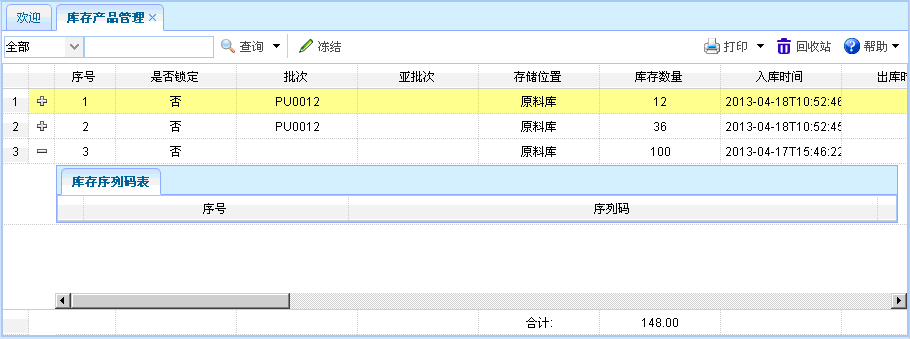 欢迎 库存产品管理
全部 查询 冻结 打印 回收站 帮助
序号 是否锁定 批次 亚批次 存储位置 库存数量 入库时间 出库时
1 1 否 PU0012 原料库 12 2013-04-18T10:52:46
2 2 否 PU0012 原料库 36 2013-04-18T10:52:45
3 3 否 原料库 100 2013-04-17T15:46:22
库存序列码表
序号 序列码
合计: 148.00